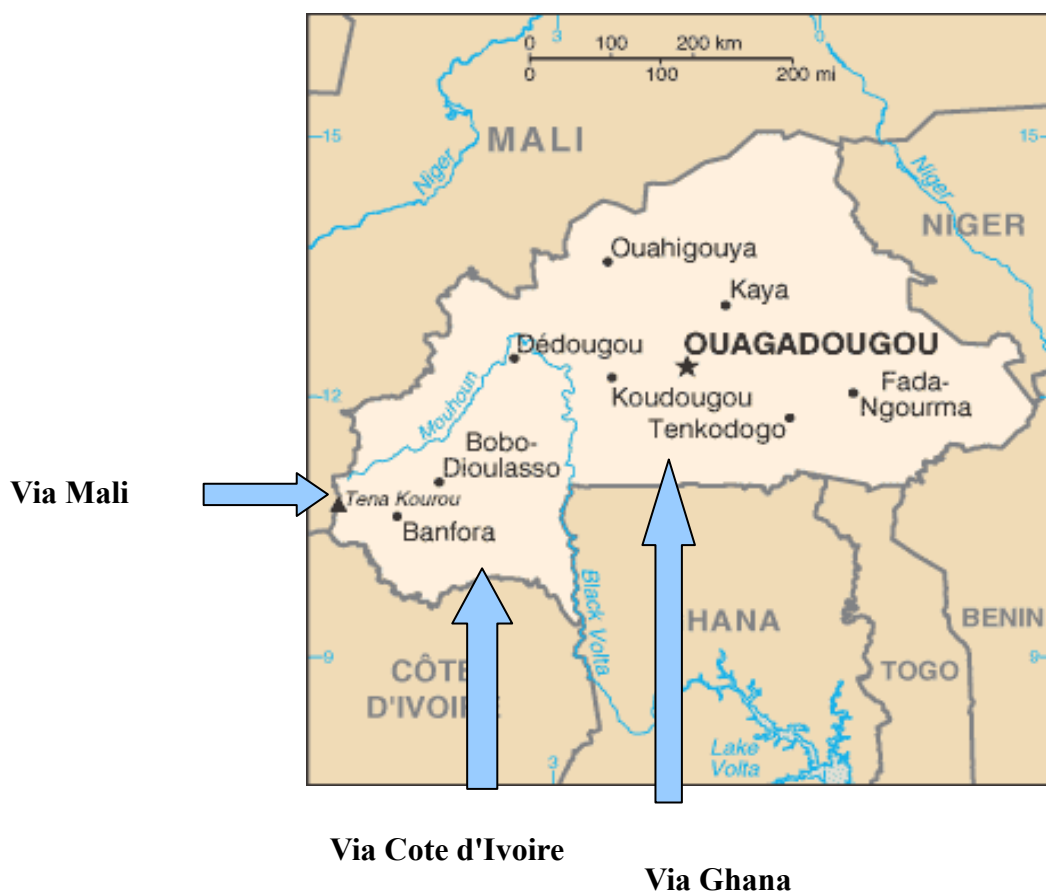 0 100 200 km
0 100 200 mi
3 0
15 15
MALI
Niger
Niger
NIGER
Ouahigouya
Kaya
OUAGADOUGOU
Dédougou
Koudougou
Fada-
Ngourma
Tenkodogo
12 12
Mouhoun
Bobo-
Dioulasso
Via Mali
Tena Kourou
Banfora
Black Volta
HANA
BENIN
TOGO
9 9
CÔTE
D'IVOIRE
Lake
Volta
3
Via Cote d'Ivoire
Via Ghana